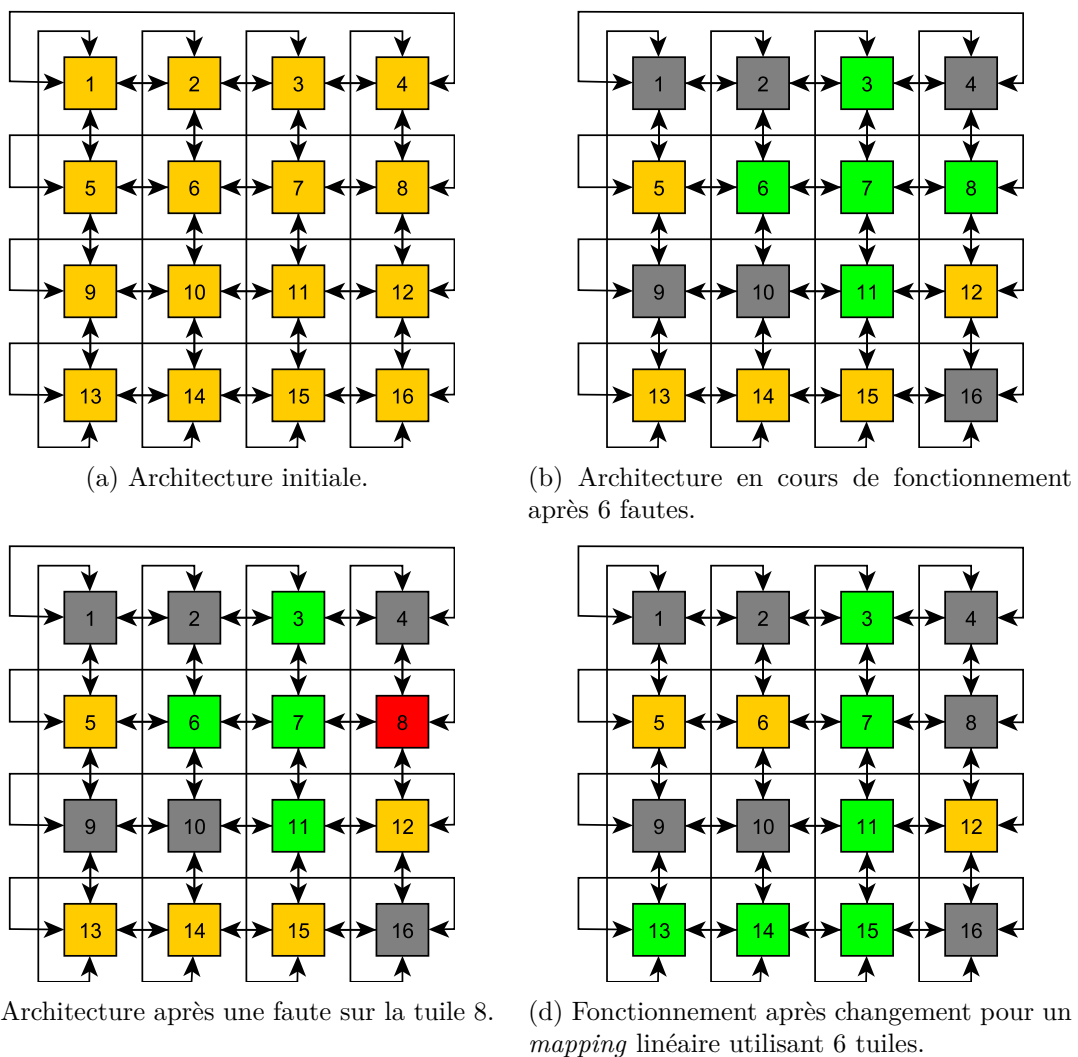 1 2 3 4
5 6 7 8
9 10 11 12
13 14 15 16
(a) Architecture initiale.
1 2 3 4
5 6 7 8
9 10 11 12
13 14 15 16
(b) Architecture en cours de fonctionnement
après 6 fautes.
1 2 3 4
5 6 7 8
9 10 11 12
13 14 15 16
Architecture après une faute sur la tuile 8.
1 2 3 4
5 6 7 8
9 10 11 12
13 14 15 16
(d) Fonctionnement après changement pour un
mapping linéaire utilisant 6 tuiles.